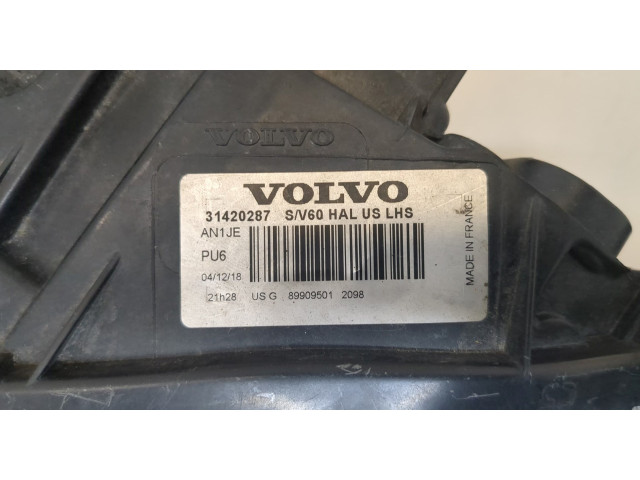 VOLVO
VOLVO
31420287 S/V60 HAL US LHS
AN1JE
PU6
04/12/18
21h28 US G 89909501 2098
MADE IN FRANCE